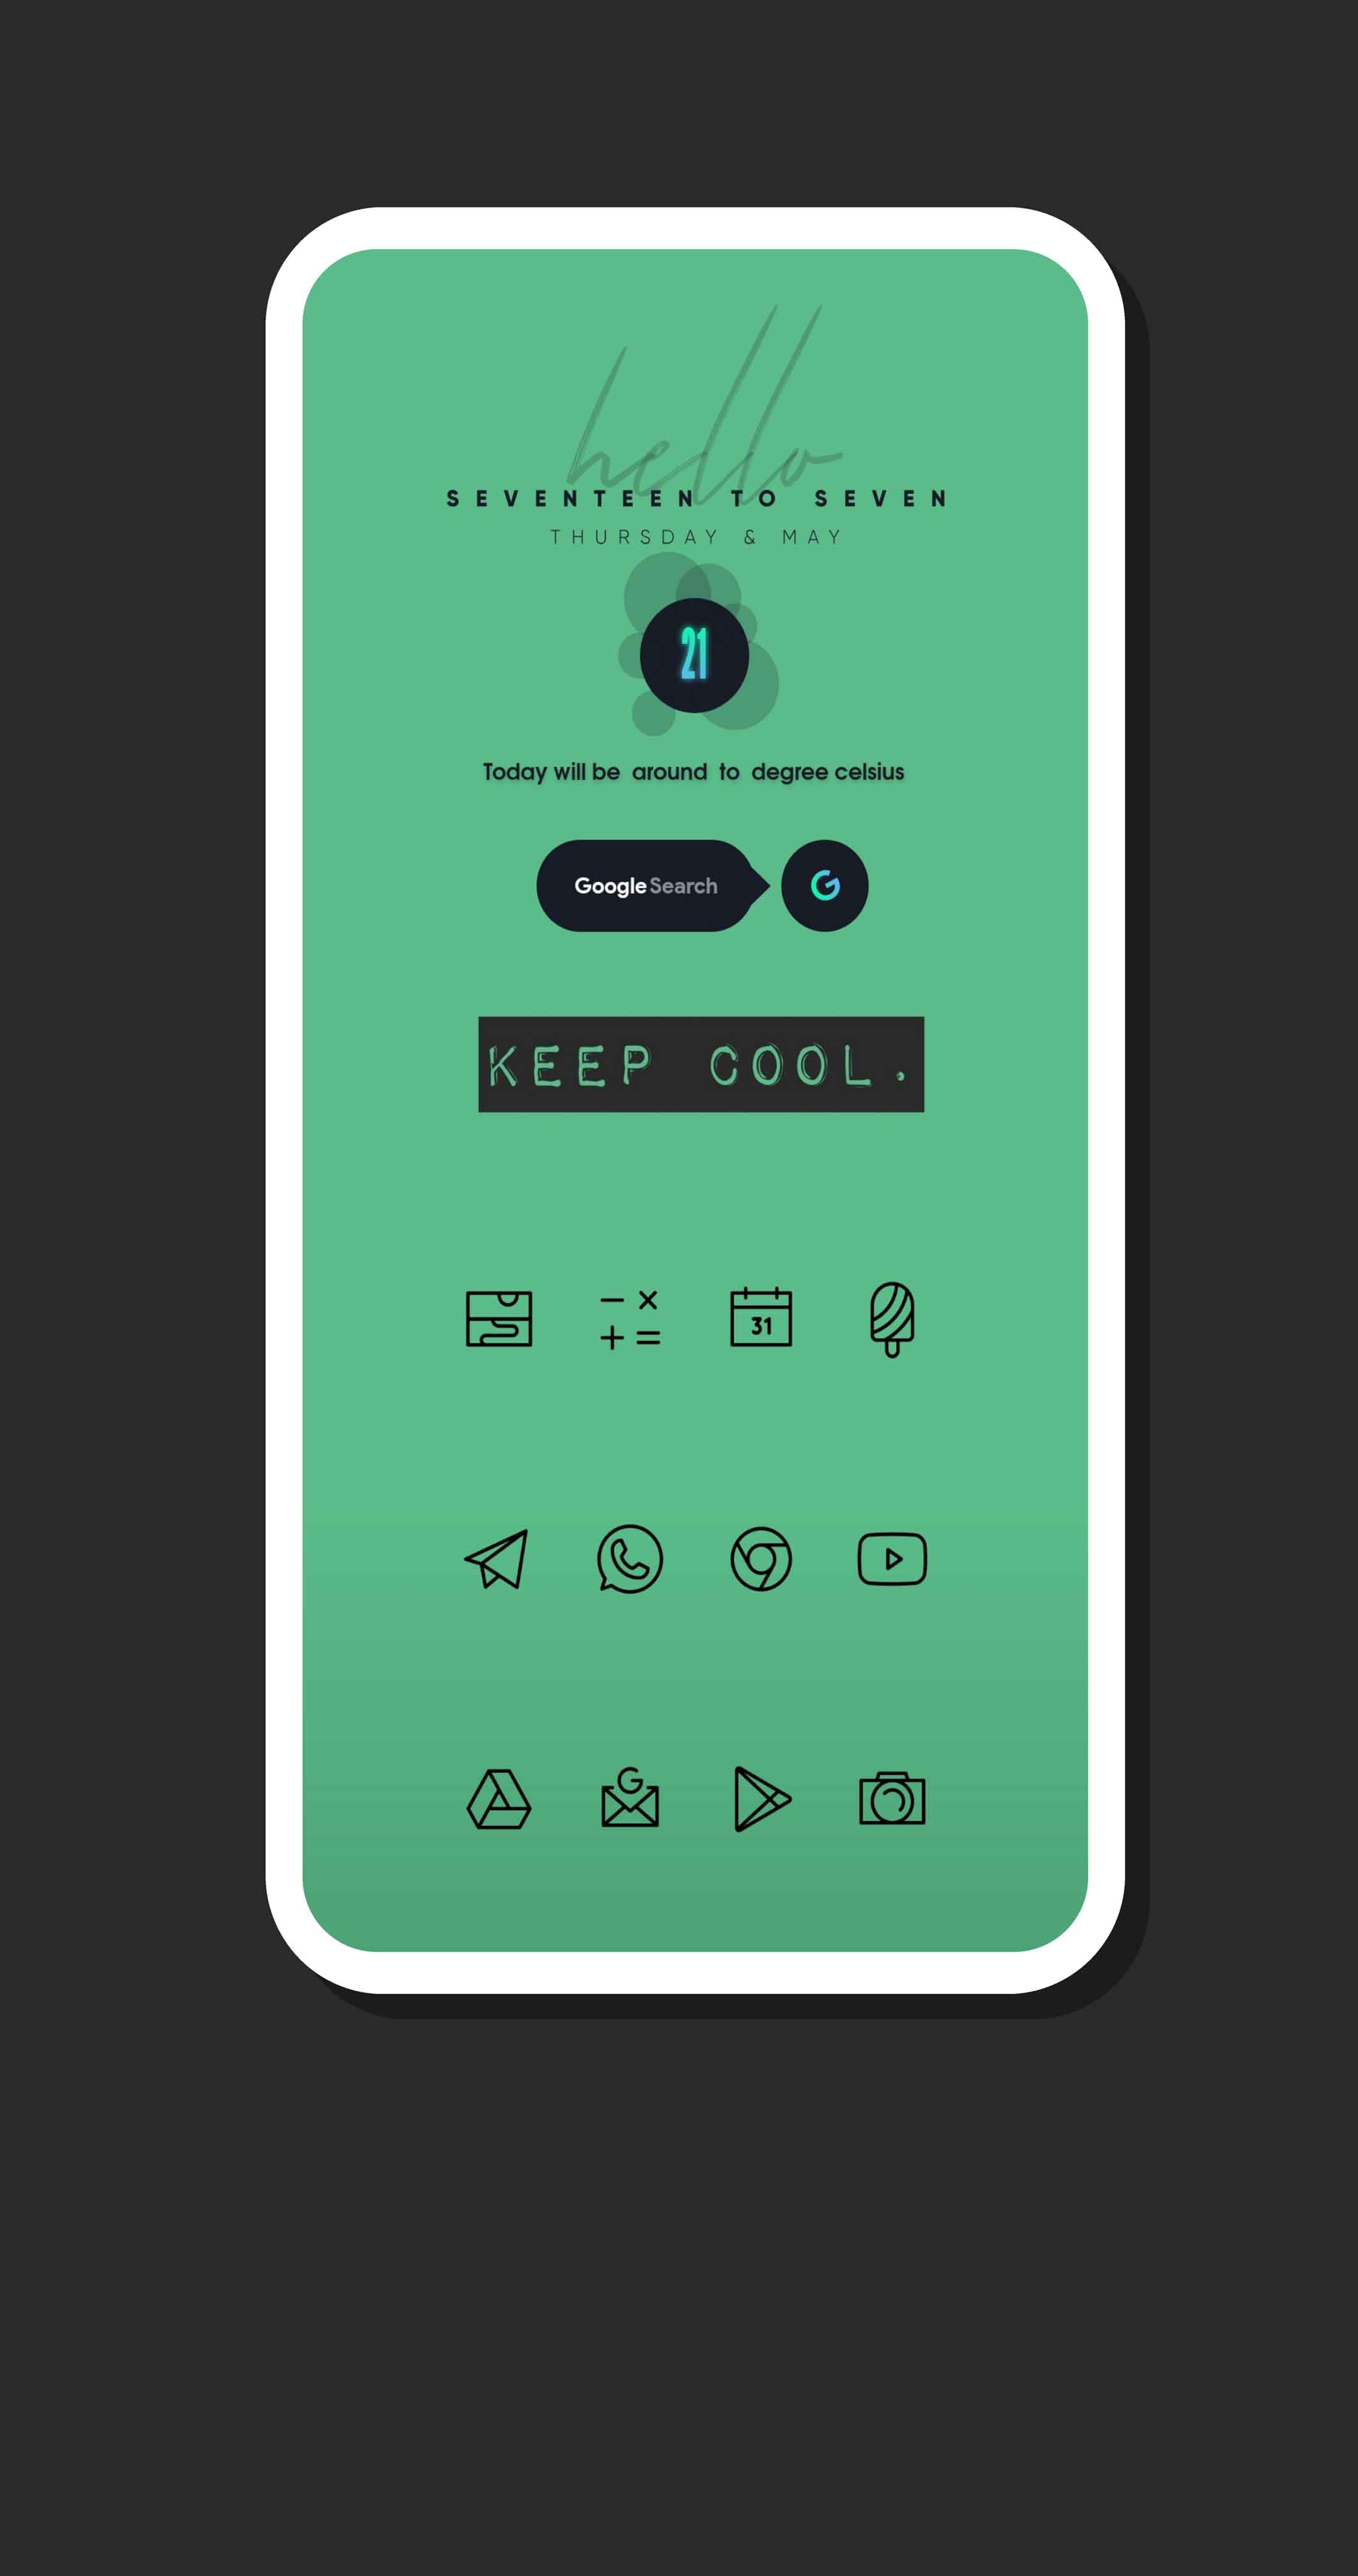 hello
SEVENTEEN TO SEVEN
THURSDAY & MAY
21
Today will be around to degree celsius
Google Search
G
KEEP COOL.
31